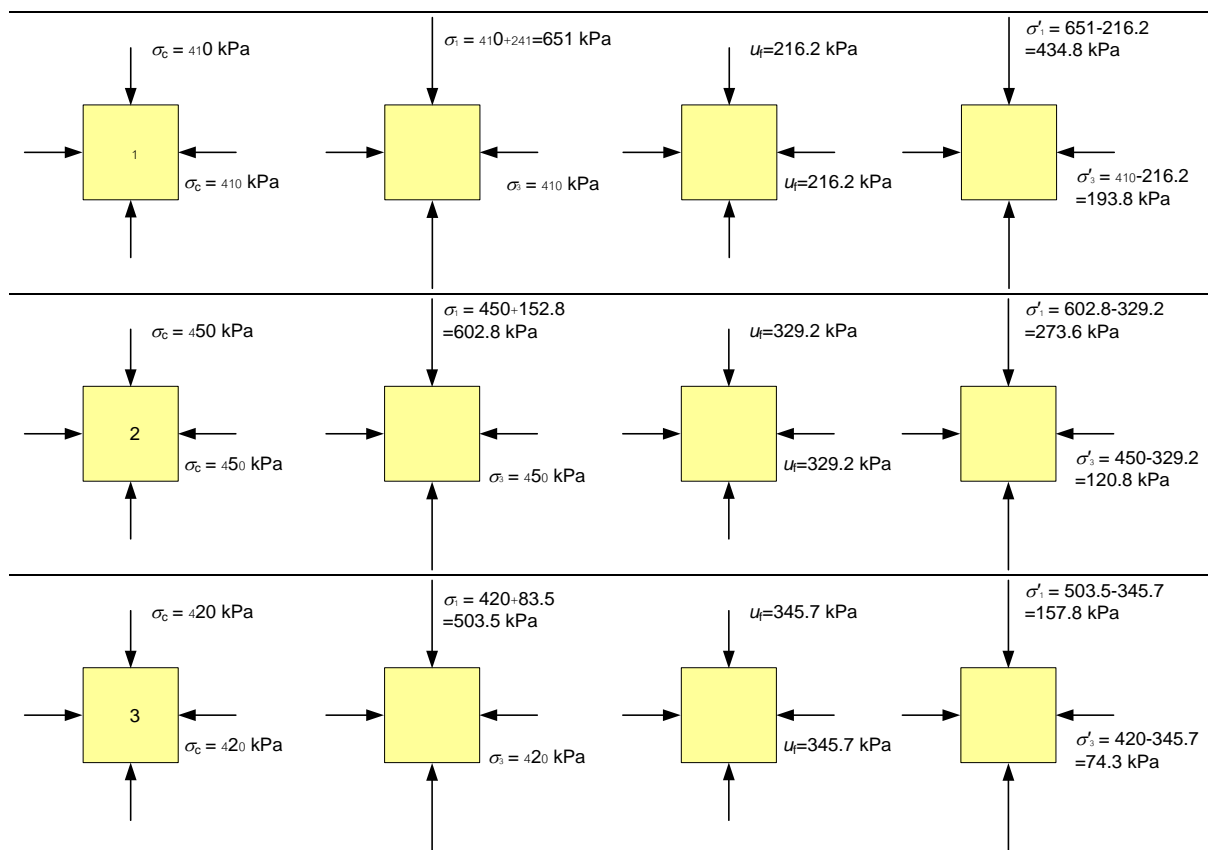 σc = 410 kPa
σ1 = 410+241=651 kPa
uf=216.2 kPa
σ'1 = 651-216.2
=434.8 kPa
1
σc = 410 kPa
σ3 = 410 kPa
uf=216.2 kPa
σ'3 = 410-216.2
=193.8 kPa
σc = 450 kPa
σ1 = 450+152.8
=602.8 kPa
uf=329.2 kPa
σ'1 = 602.8-329.2
=273.6 kPa
2
σc = 450 kPa
σ3 = 450 kPa
uf=329.2 kPa
σ'3 = 450-329.2
=120.8 kPa
σc = 420 kPa
σ1 = 420+83.5
=503.5 kPa
uf=345.7 kPa
σ'1 = 503.5-345.7
=157.8 kPa
3
σc = 420 kPa
σ3 = 420 kPa
uf=345.7 kPa
σ'3 = 420-345.7
=74.3 kPa